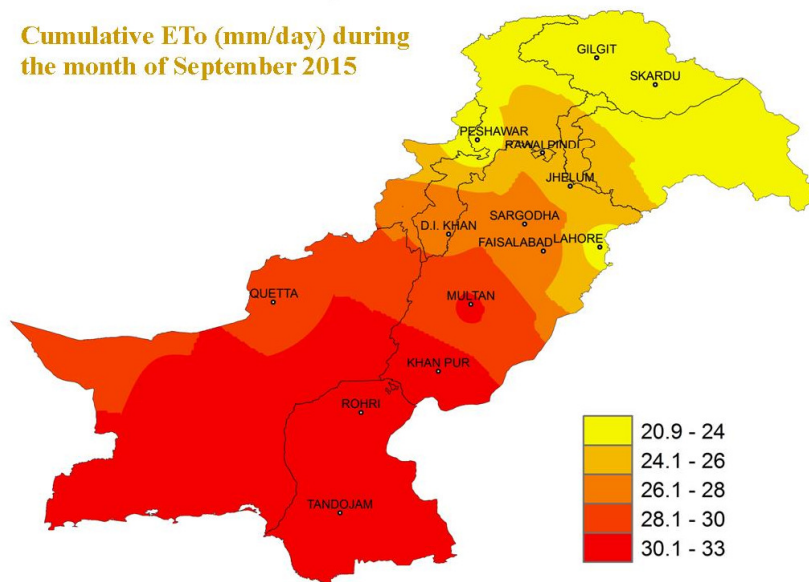 Cumulative ETo (mm/day) during
the month of September 2015
GILGIT
SKARDU
PESHAWAR
RAWALPINDI
JHELUM
SARGODHA
D.I. KHAN
FAISALABAD
LAHORE
QUETTA
MULTAN
KHAN PUR
ROHRI
TANDOJAM
20.9 - 24
24.1 - 26
26.1 - 28
28.1 - 30
30.1 - 33